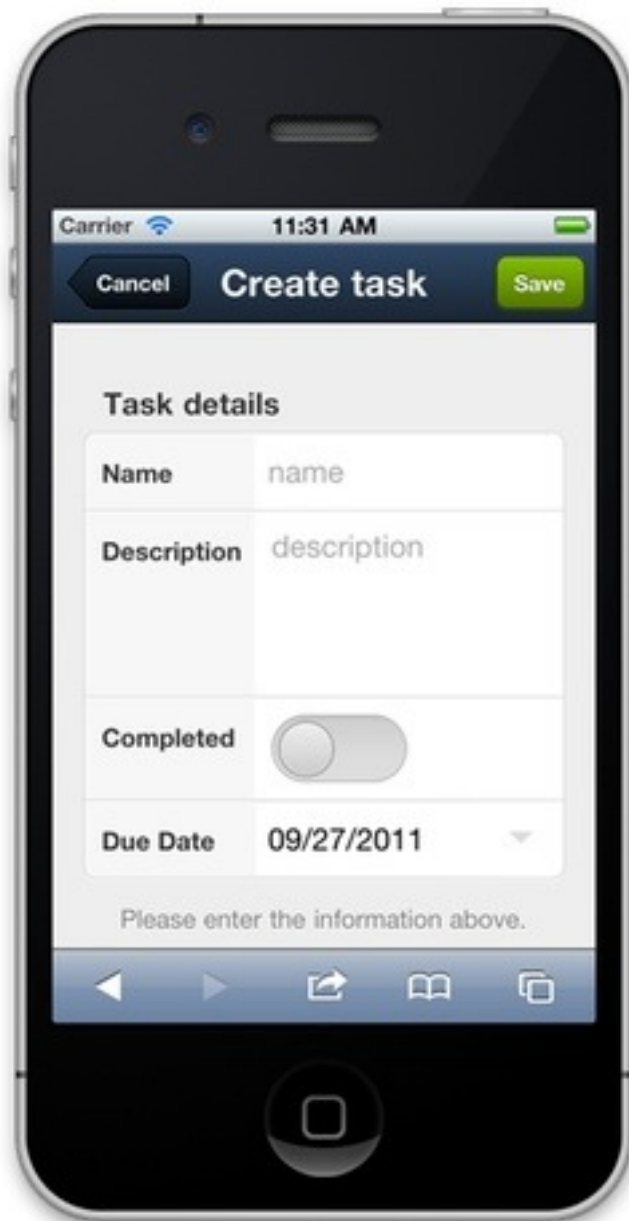 Carrier 11:31 AM
Cancel Create task Save
Task details
Name name
Description description
Completed
Due Date 09/27/2011
Please enter the information above.